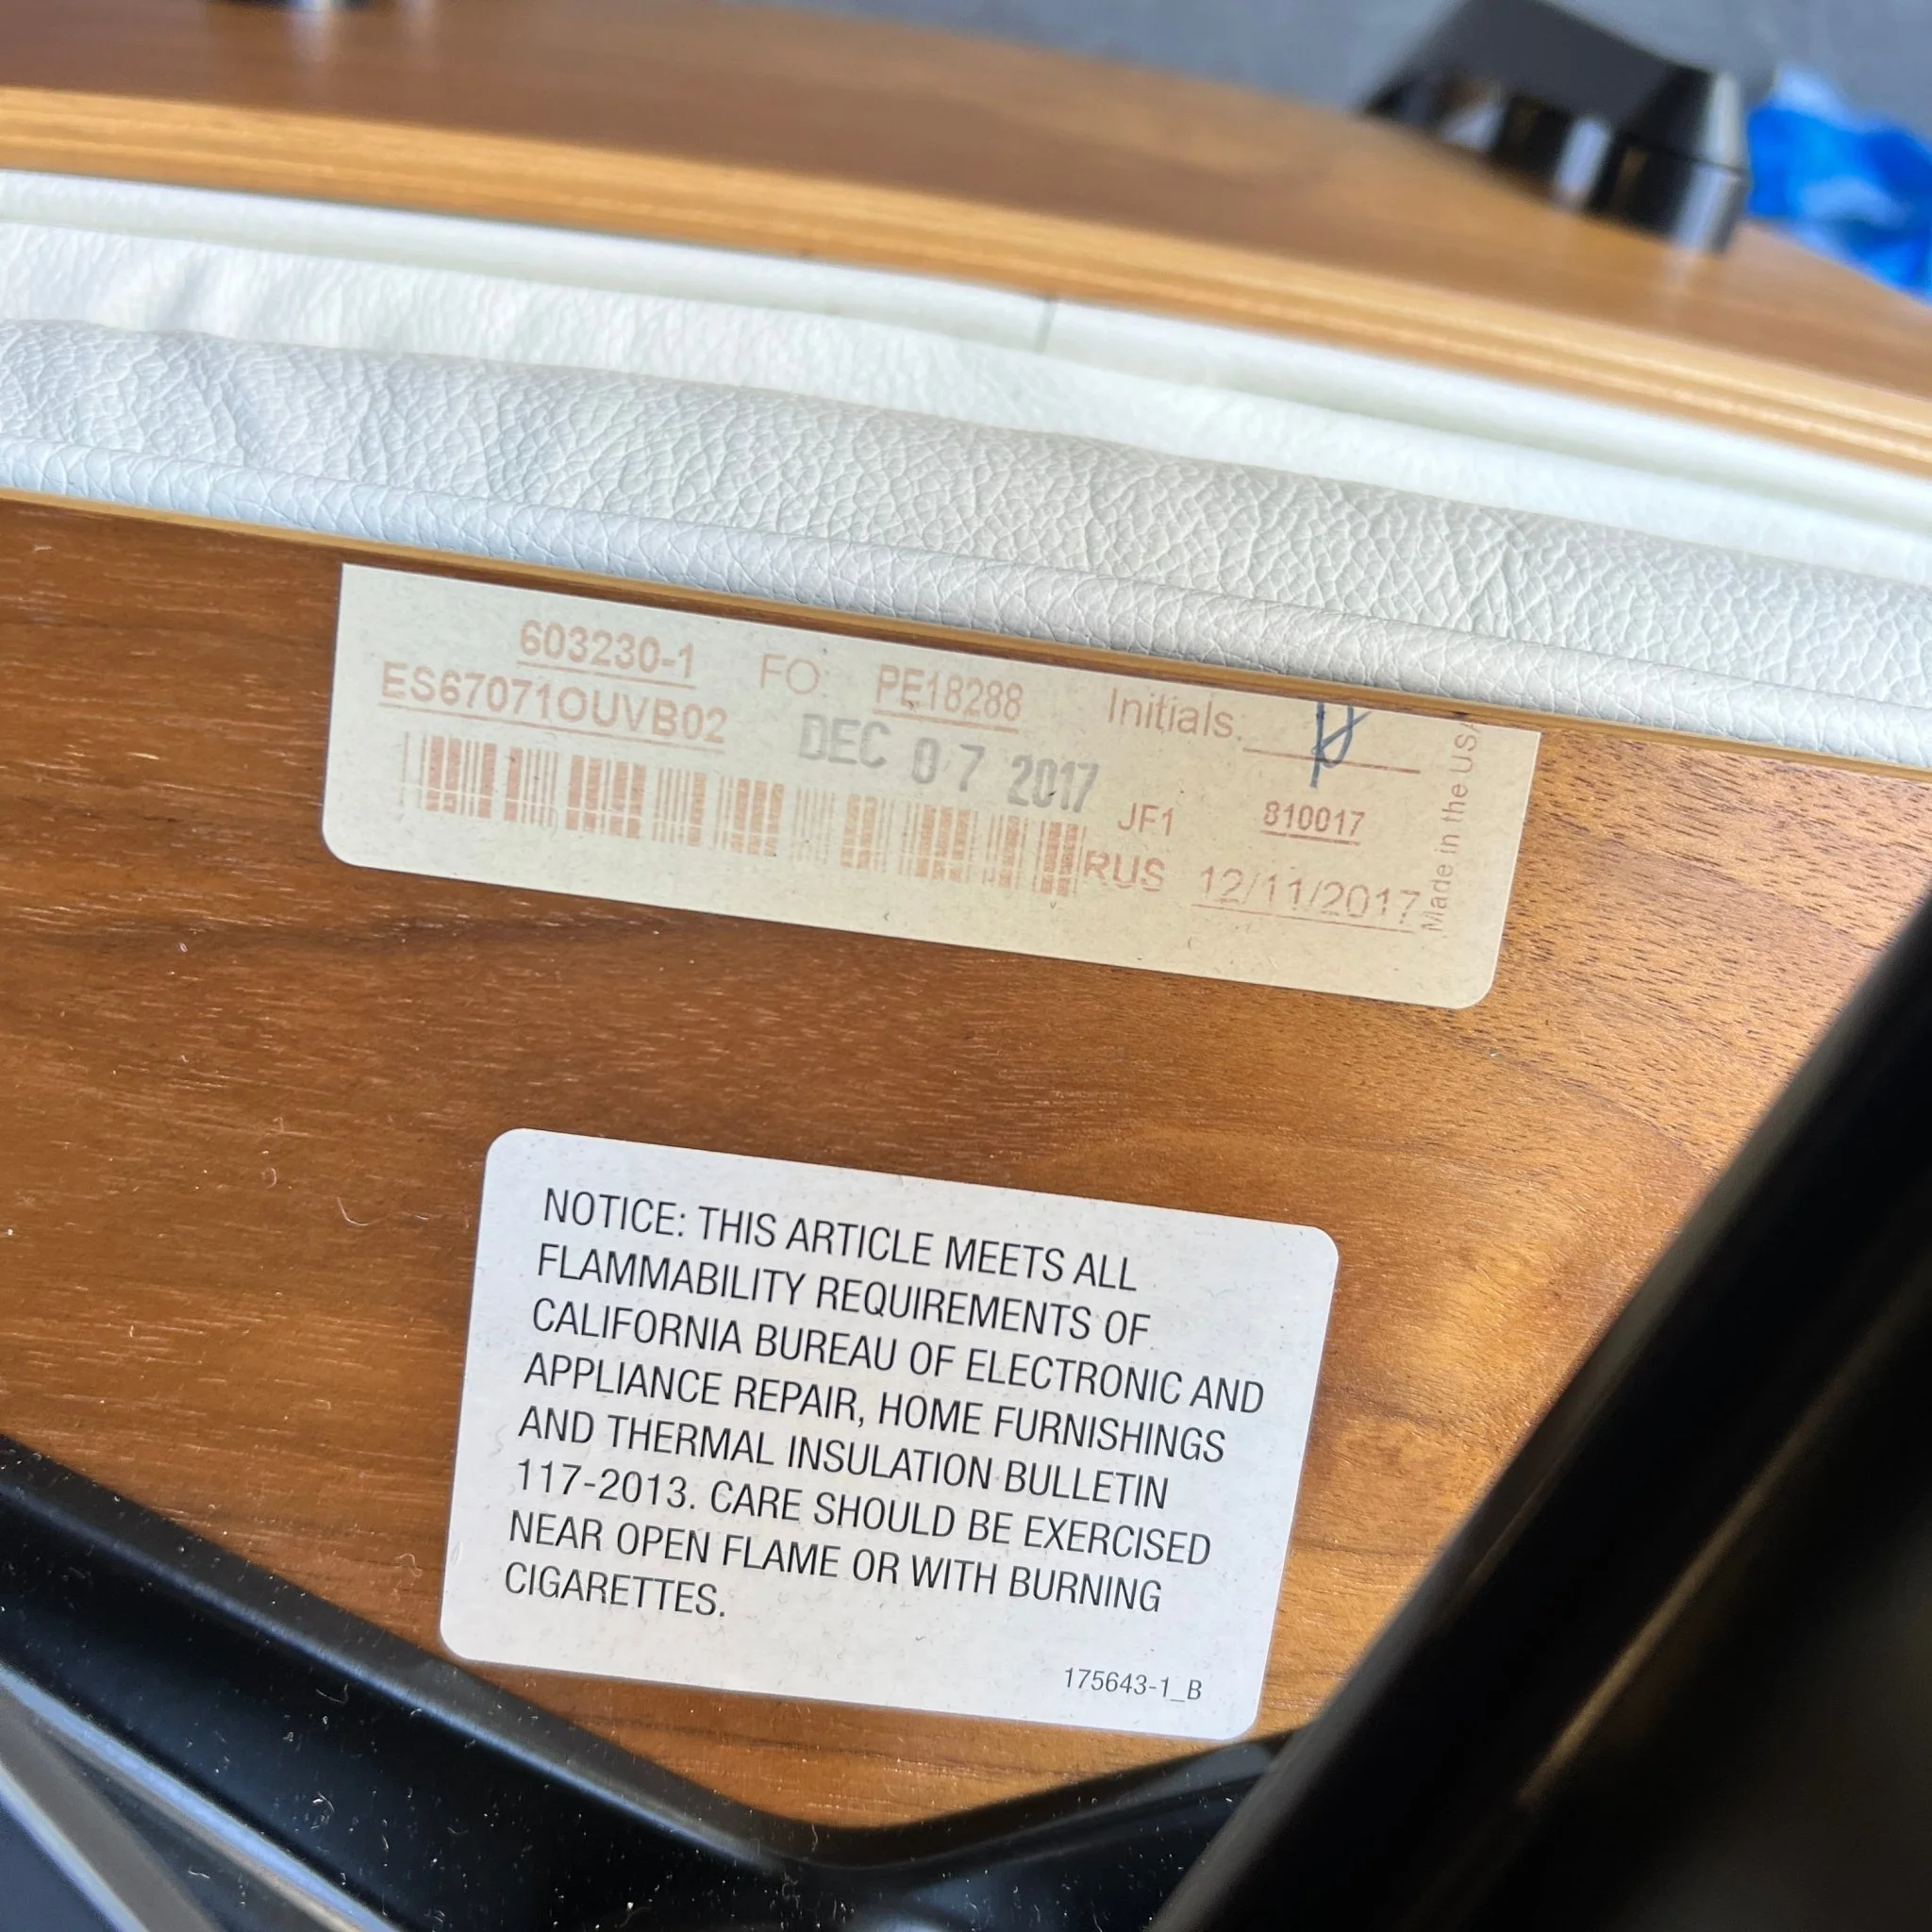 603230-1 FO: PE18288 Initials.
ES67071OUVB02 DEC 07 2017
JF1 810017
RUS 12/11/2017
Made in the USA
NOTICE: THIS ARTICLE MEETS ALL
FLAMMABILITY REQUIREMENTS OF
CALIFORNIA BUREAU OF ELECTRONIC AND
APPLIANCE REPAIR, HOME FURNISHINGS
AND THERMAL INSULATION BULLETIN
117-2013. CARE SHOULD BE EXERCISED
NEAR OPEN FLAME OR WITH BURNING
CIGARETTES.
175643-1_B